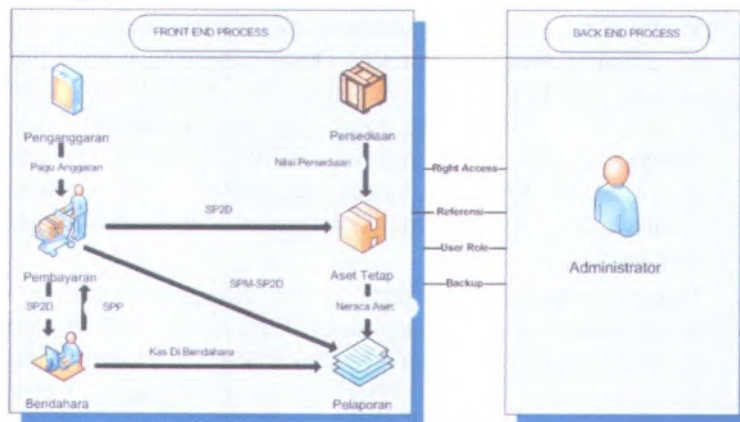 FRONT END PROCESS
BACK END PROCESS
Penganggaran
Persediaan
Pagu Anggaran
Nilai Persediaan
Right Access
SP2D
Referensi
User Role
Administrator
Pembayaran
Aset Tetap
SPM-SP2D
Backup
SP2D
SPP
Neraca Aset
Kas Di Bendahara
Bendahara
Pelaporan